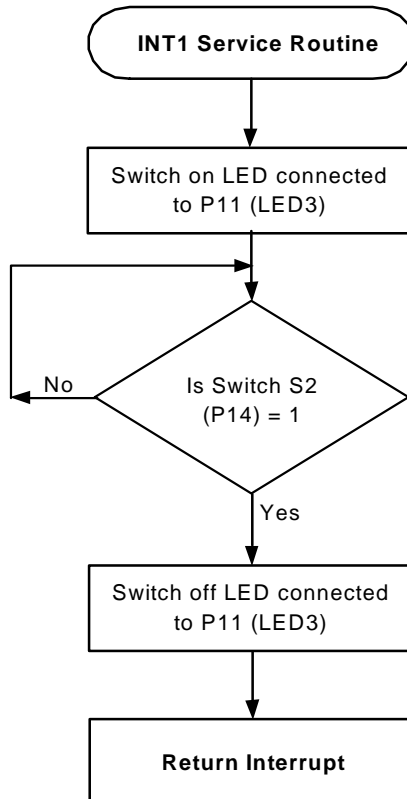 INT1 Service Routine
Switch on LED connected
to P11 (LED3)
No
Is Switch S2
(P14) = 1
Yes
Switch off LED connected
to P11 (LED3)
Return Interrupt